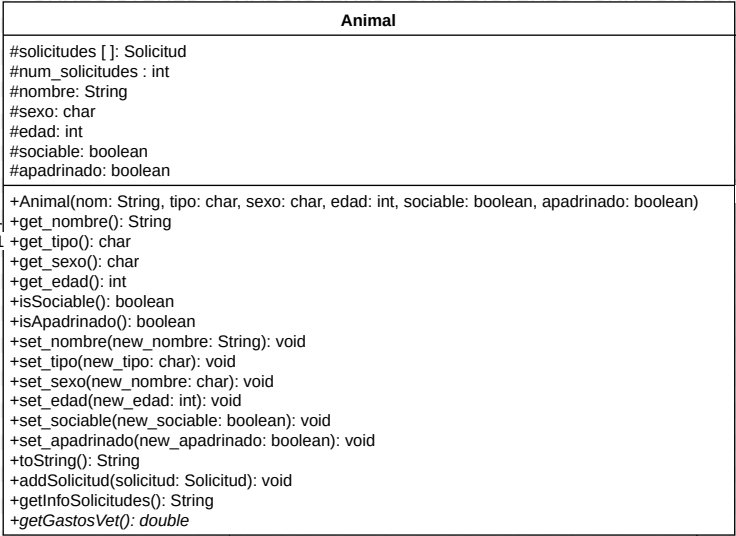 Animal
#solicitudes [ ]: Solicitud
#num_solicitudes : int
#nombre: String
#sexo: char
#edad: int
#sociable: boolean
#apadrinado: boolean
+Animal(nom: String, tipo: char, sexo: char, edad: int, sociable: boolean, apadrinado: boolean)
+get_nombre(): String
1
+get_tipo(): char
+get_sexo(): char
+get_edad(): int
+isSociable(): boolean
+isApadrinado(): boolean
+set_nombre(new_nombre: String): void
+set_tipo(new_tipo: char): void
+set_sexo(new_nombre: char): void
+set_edad(new_edad: int): void
+set_sociable(new_sociable: boolean): void
+set_apadrinado(new_apadrinado: boolean): void
+toString(): String
+addSolicitud(solicitud: Solicitud): void
+getInfoSolicitudes(): String
+getGastosVet(): double